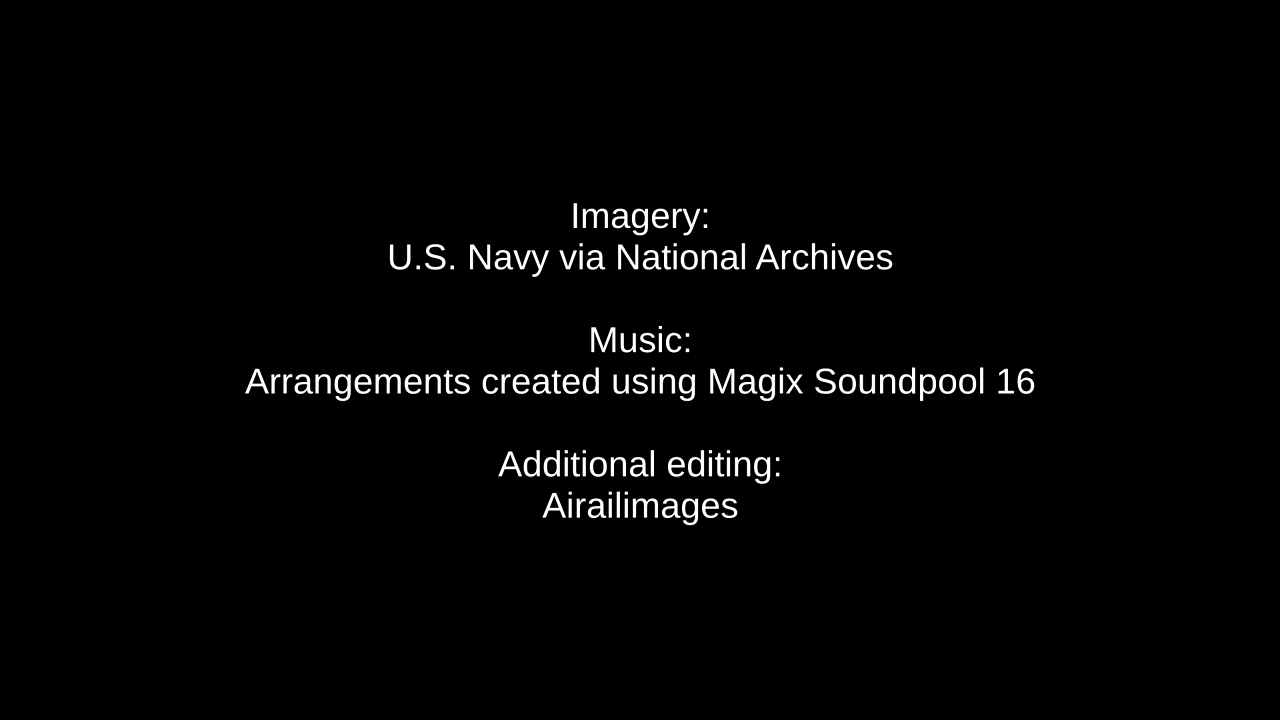 Imagery:
U.S. Navy via National Archives
Music:
Arrangements created using Magix Soundpool 16
Additional editing:
Airailimages